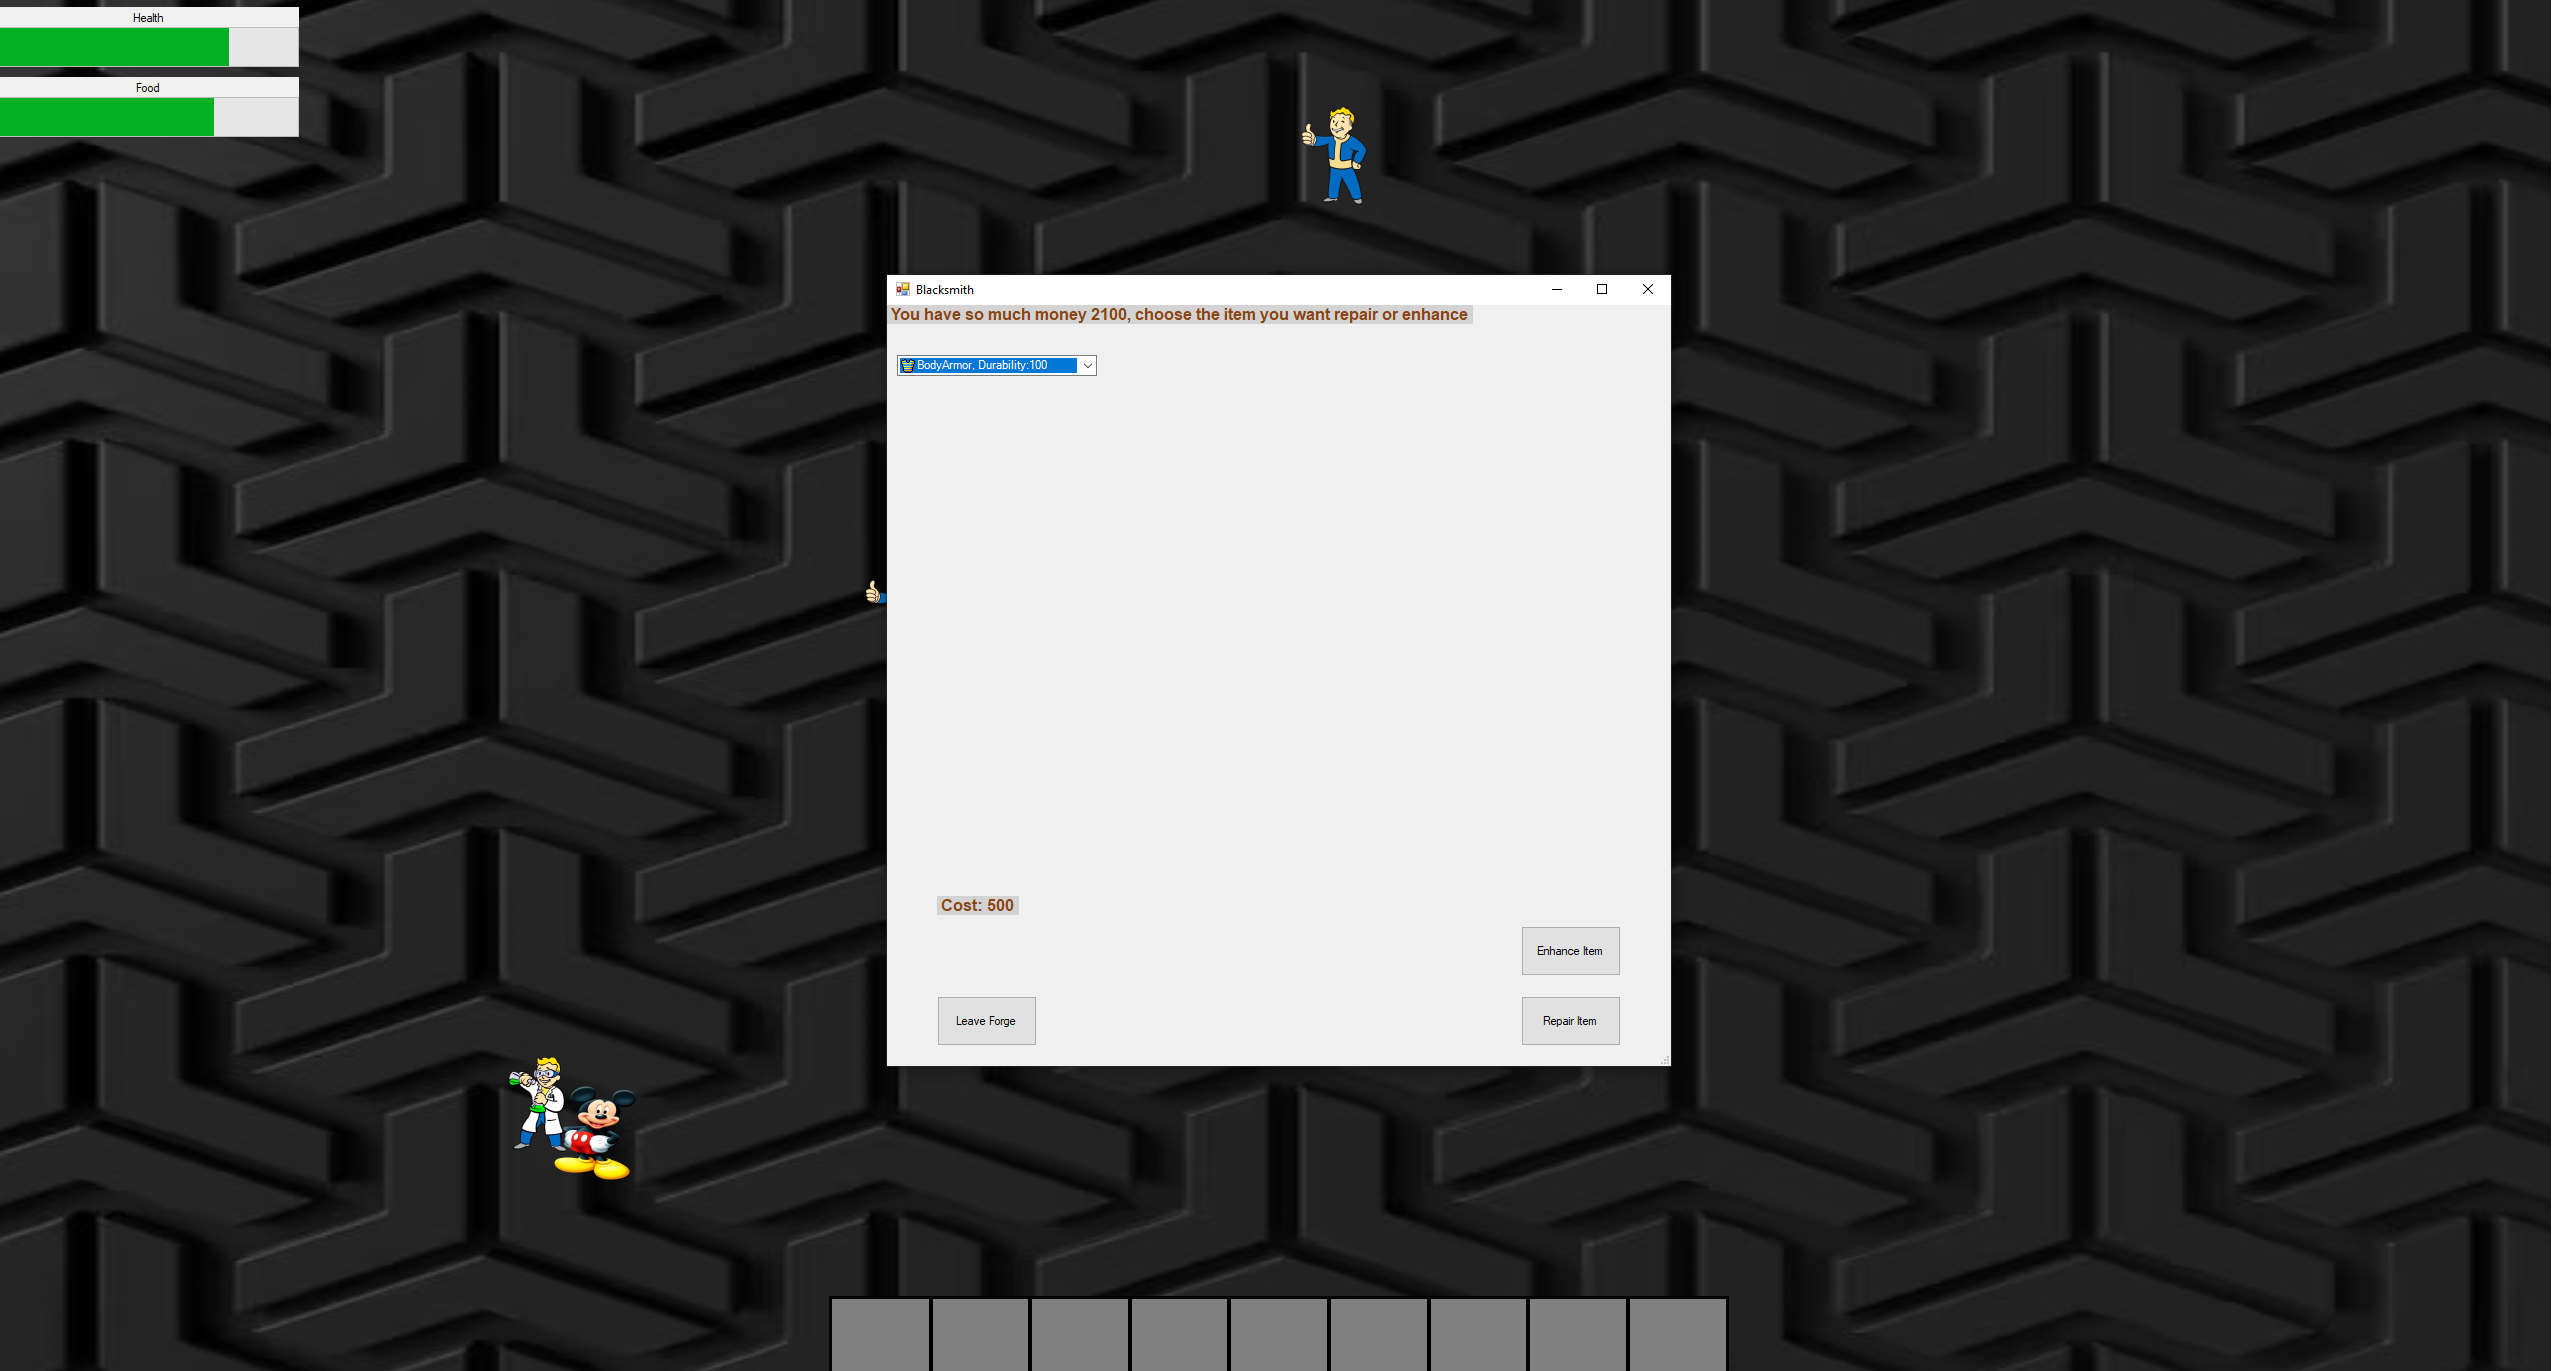 Health
Food
Blacksmith
You have so much money 2100, choose the item you want repair or enhance
BodyArmor, Durability:100
Cost: 500
Enhance Item
Leave Forge
Repair Item